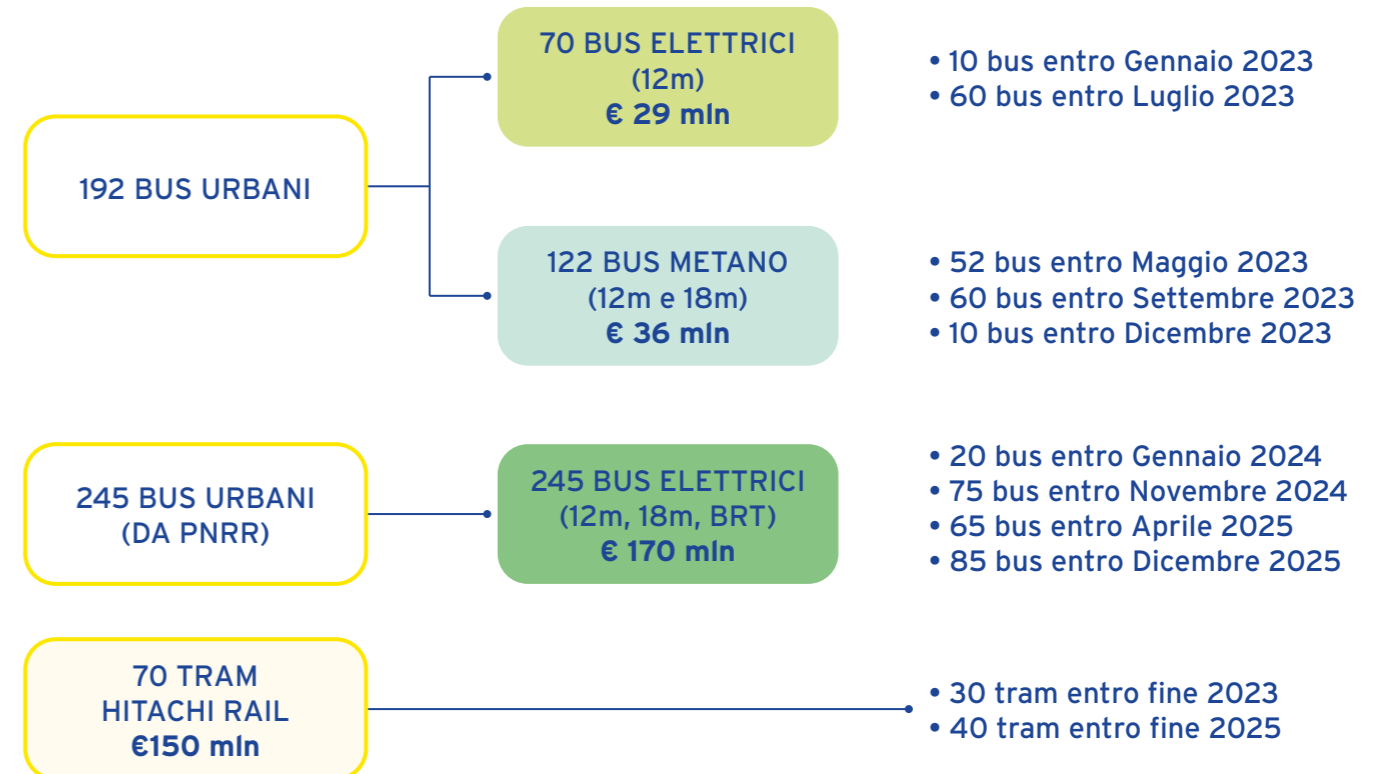 192 BUS URBANI
70 BUS ELETTRICI
(12m)
€ 29 mln
• 10 bus entro Gennaio 2023
• 60 bus entro Luglio 2023
122 BUS METANO
(12m e 18m)
€ 36 mln
• 52 bus entro Maggio 2023
• 60 bus entro Settembre 2023
• 10 bus entro Dicembre 2023
245 BUS URBANI
(DA PNRR)
245 BUS ELETTRICI
(12m, 18m, BRT)
€ 170 mln
• 20 bus entro Gennaio 2024
• 75 bus entro Novembre 2024
• 65 bus entro Aprile 2025
• 85 bus entro Dicembre 2025
70 TRAM
HITACHI RAIL
€150 mln
• 30 tram entro fine 2023
• 40 tram entro fine 2025